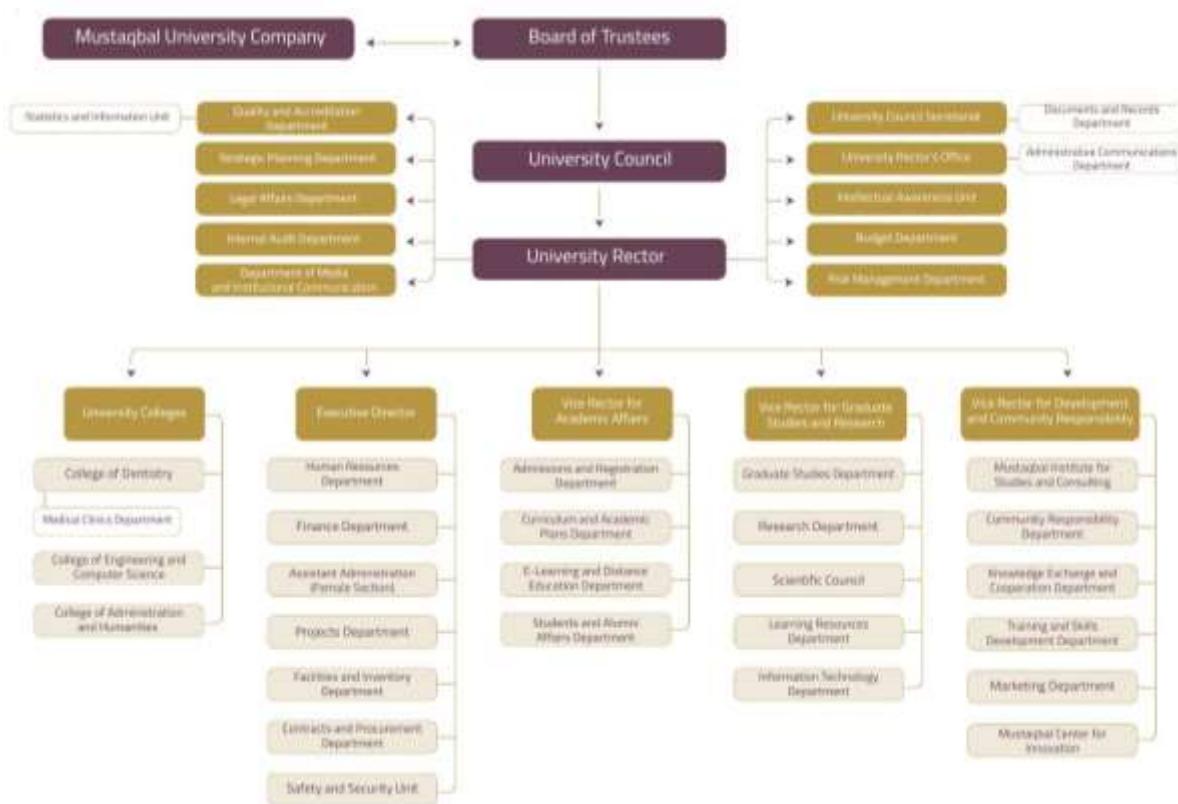 Mustaqbal University Company
Board of Trustees
Statistics and Information Unit
Quality and Accreditation
Department
University Council Secretariat
Documents and Records
Department
Strategic Planning Department
University Council
University Rector's Office
Administrative Communications
Department
Legal Affairs Department
Intellectual Awareness Unit
Internal Audit Department
University Rector
Budget Department
Department of Media
and Institutional Communication
Risk Management Department
University Colleges
Executive Director
Vice Rector for
Academic Affairs
Vice Rector for Graduate
Studies and Research
Vice Rector for Development
and Community Responsibility
College of Dentistry
Medical Clinics Department
College of Engineering and
Computer Science
College of Administration
and Humanities
Human Resources
Department
Finance Department
Assistant Administration
(Female Section)
Projects Department
Facilities and Inventory
Department
Contracts and Procurement
Department
Safety and Security Unit
Admissions and Registration
Department
Curriculum and Academic
Plans Department
E-Learning and Distance
Education Department
Students and Alumni
Affairs Department
Graduate Studies Department
Research Department
Scientific Council
Learning Resources
Department
Information Technology
Department
Mustaqbal Institute for
Studies and Consulting
Community Responsibility
Department
Knowledge Exchange and
Cooperation Department
Training and Skills
Development Department
Marketing Department
Mustaqbal Center for
Innovation